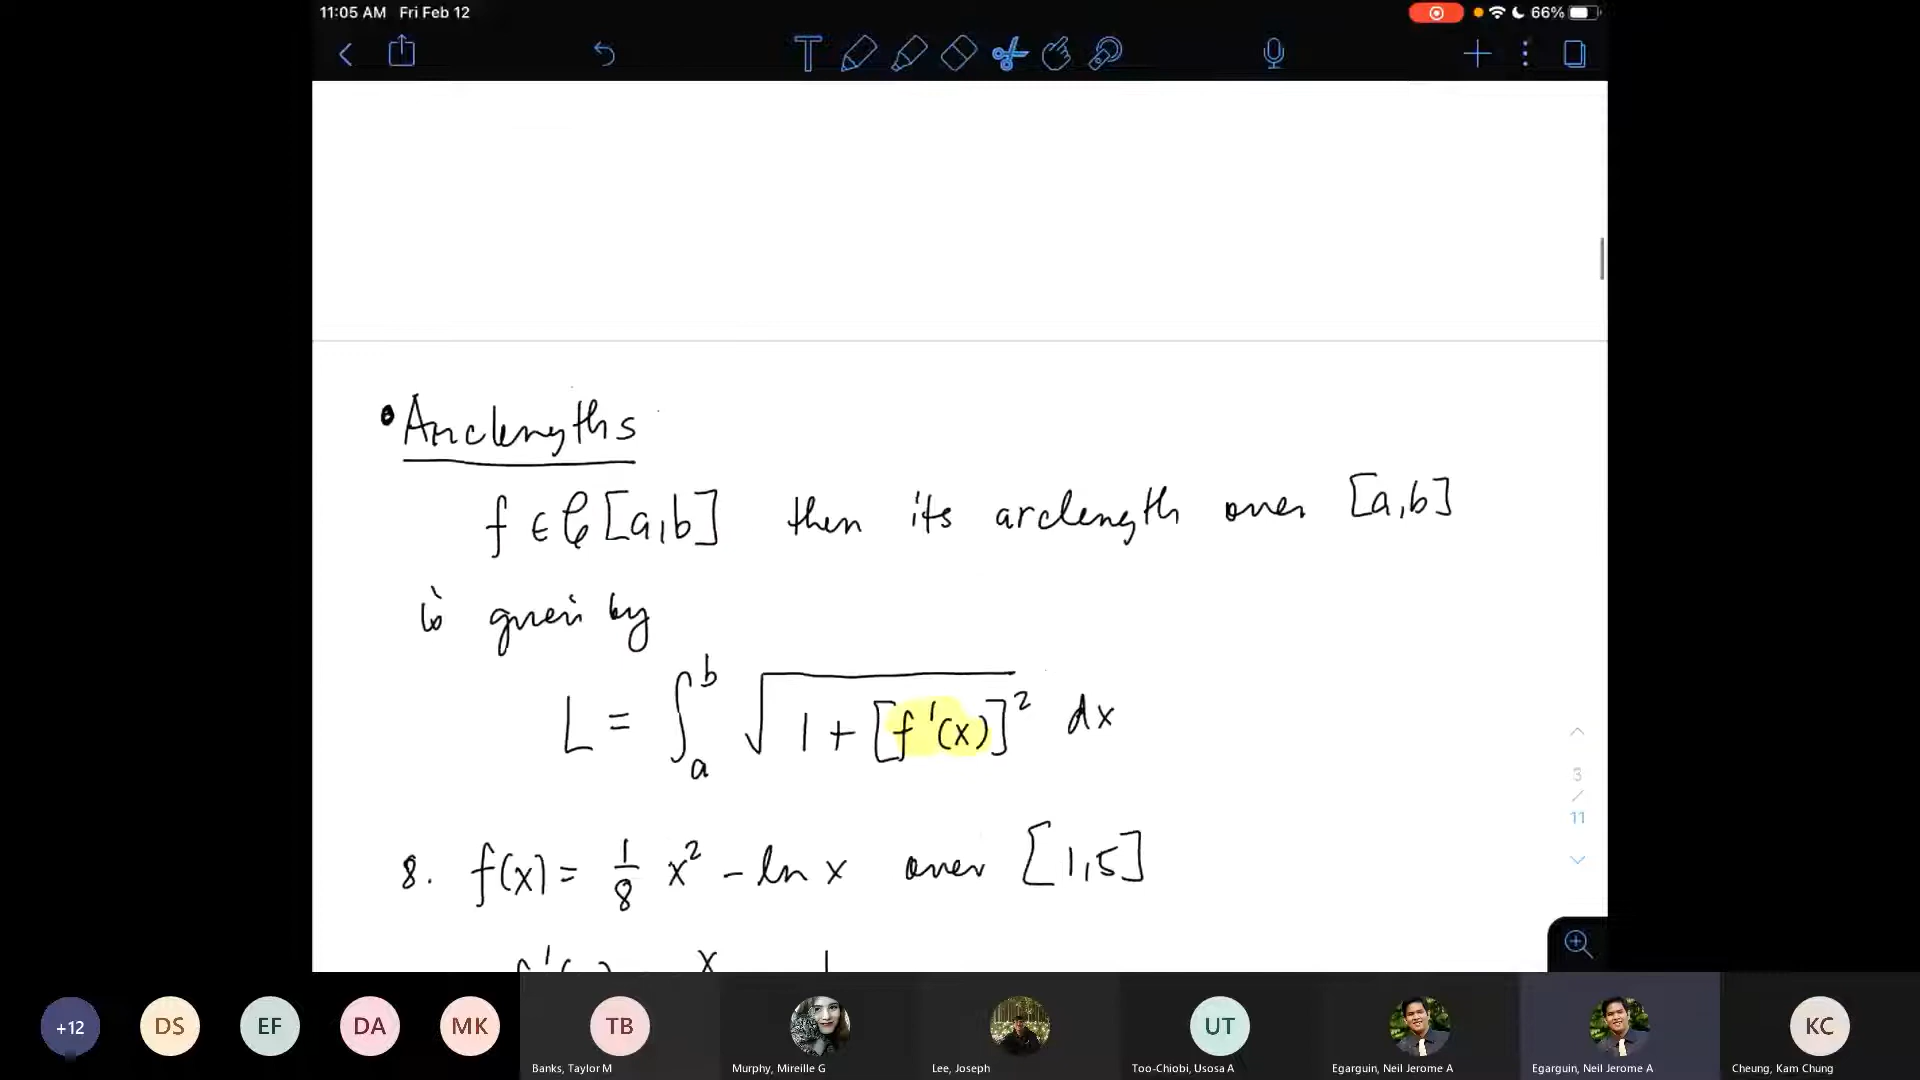 11:05 AM Fri Feb 12
66%
T
• Arclengths
f ∈ C[a,b] then its arclength over [a,b]
is given by
L = ∫_a^b √(1 + [f'(x)]²) dx
3
/
11
8. f(x) = 1/8 x² - ln x over [1,5]
+12
DS
EF
DA
MK
TB
UT
KC
Banks, Taylor M
Murphy, Mireille G
Lee, Joseph
Too-Chiobi, Usosa A
Egarguin, Neil Jerome A
Egarguin, Neil Jerome A
Cheung, Kam Chung